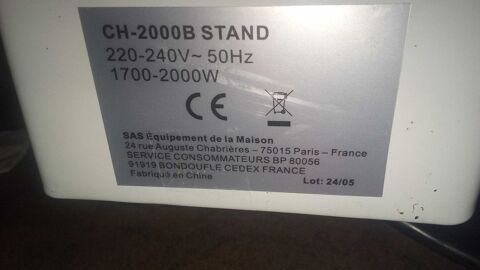 CH-2000B STAND
220-240V~ 50Hz
1700-2000W
CE
SAS Équipement de la Maison
24 rue Auguste Chabrières – 75015 Paris – France
SERVICE CONSOMMATEURS BP 80056
91919 BONDOUFLE CEDEX FRANCE
Fabriqué en Chine
Lot: 24/05